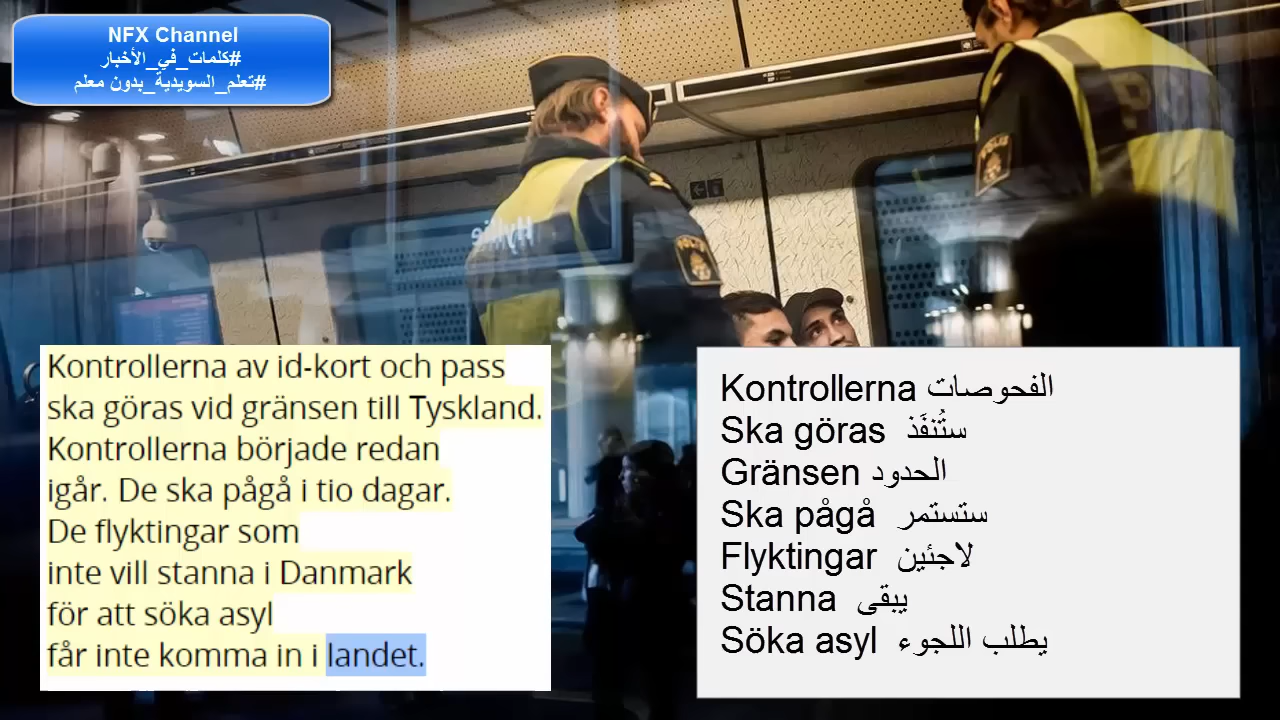 NFX Channel
#كلمات_في_الأخبار
#تعلم_السويدية_بدون معلم
Hyllie
POLIS
POLIS
Kontrollerna av id-kort och pass
ska göras vid gränsen till Tyskland.
Kontrollerna började redan
igår. De ska pågå i tio dagar.
De flyktingar som
inte vill stanna i Danmark
för att söka asyl
får inte komma in i landet.
Kontrollerna الفحوصات
Ska göras ستُنفَذ
Gränsen الحدود
Ska pågå ستستمر
Flyktingar لاجئين
Stanna يبقى
Söka asyl يطلب اللجوء